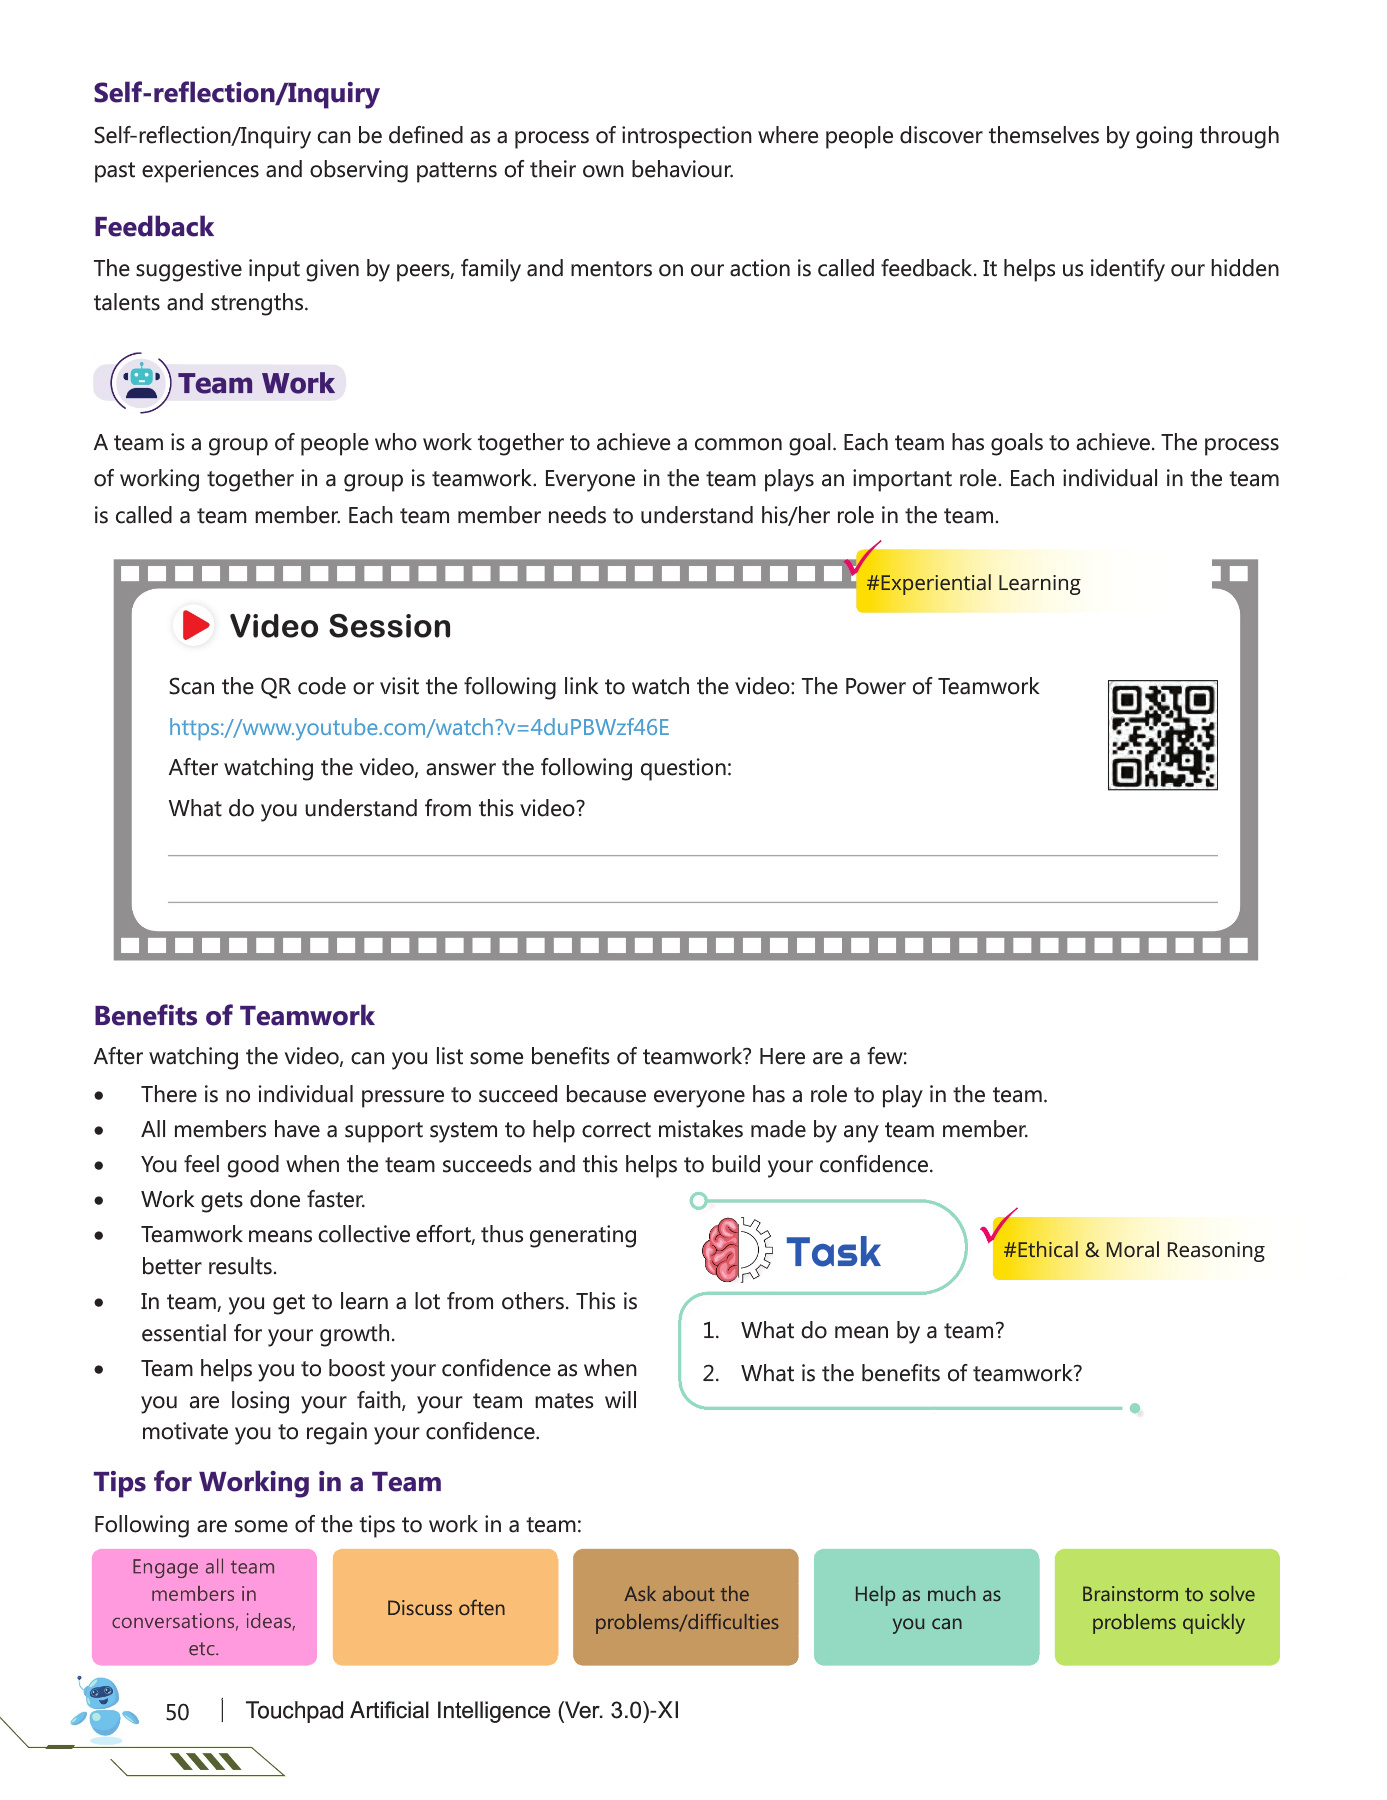 Self-reflection/Inquiry
Self-reflection/Inquiry can be defined as a process of introspection where people discover themselves by going through
past experiences and observing patterns of their own behaviour.
Feedback
The suggestive input given by peers, family and mentors on our action is called feedback. It helps us identify our hidden
talents and strengths.
Team Work
A team is a group of people who work together to achieve a common goal. Each team has goals to achieve. The process
of working together in a group is teamwork. Everyone in the team plays an important role. Each individual in the team
is called a team member. Each team member needs to understand his/her role in the team.
#Experiential Learning
Video Session
Scan the QR code or visit the following link to watch the video: The Power of Teamwork
https://www.youtube.com/watch?v=4duPBWzf46E
After watching the video, answer the following question:
What do you understand from this video?
Benefits of Teamwork
After watching the video, can you list some benefits of teamwork? Here are a few:
• There is no individual pressure to succeed because everyone has a role to play in the team.
• All members have a support system to help correct mistakes made by any team member.
• You feel good when the team succeeds and this helps to build your confidence.
• Work gets done faster.
• Teamwork means collective effort, thus generating
better results.
• In team, you get to learn a lot from others. This is
essential for your growth.
• Team helps you to boost your confidence as when
you are losing your faith, your team mates will
motivate you to regain your confidence.
Task
#Ethical & Moral Reasoning
1. What do mean by a team?
2. What is the benefits of teamwork?
Tips for Working in a Team
Following are some of the tips to work in a team:
Engage all team
members in
conversations, ideas,
etc.
Discuss often
Ask about the
problems/difficulties
Help as much as
you can
Brainstorm to solve
problems quickly
50 | Touchpad Artificial Intelligence (Ver. 3.0)-XI